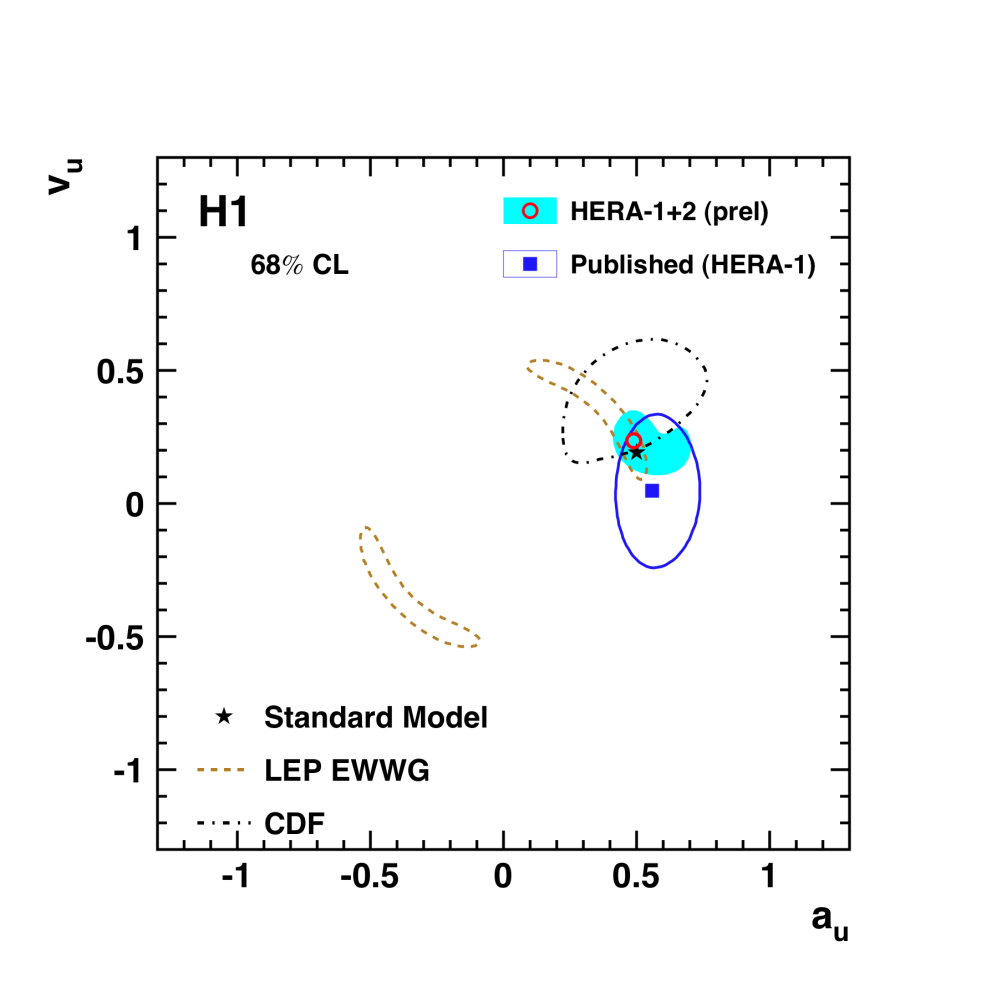 v_u
H1
HERA-1+2 (prel)
68% CL
Published (HERA-1)
1
0.5
0
-0.5
-1
Standard Model
LEP EWWG
CDF
-1 -0.5 0 0.5 1
a_u